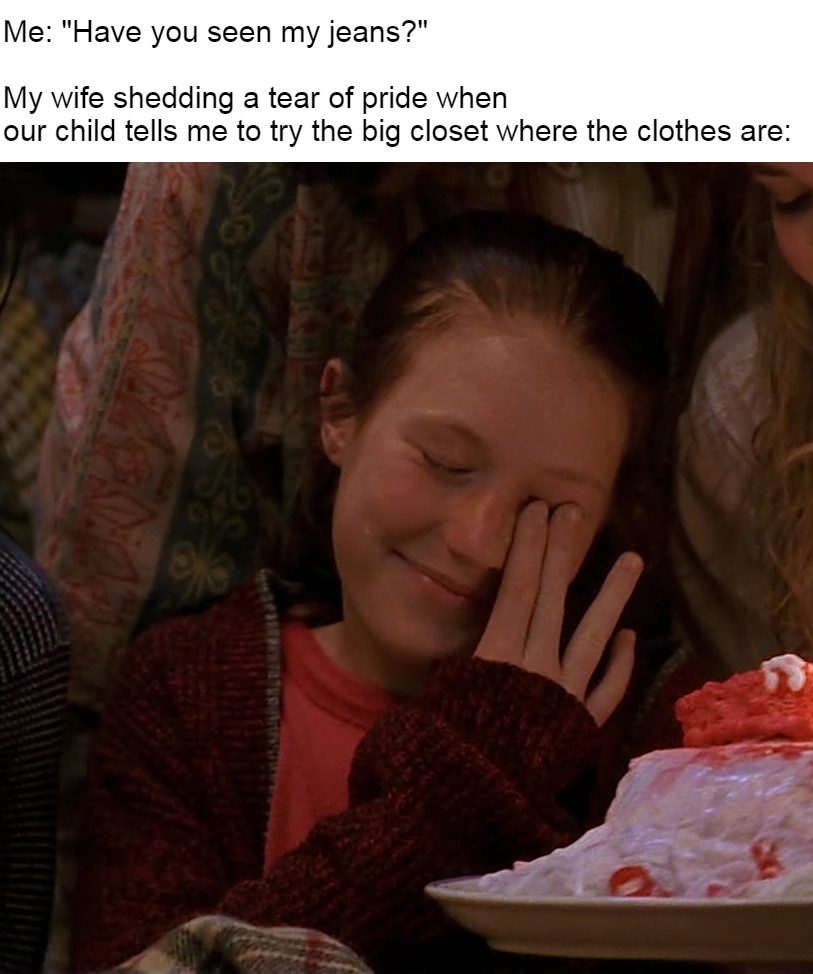 Me: "Have you seen my jeans?"
My wife shedding a tear of pride when
our child tells me to try the big closet where the clothes are: